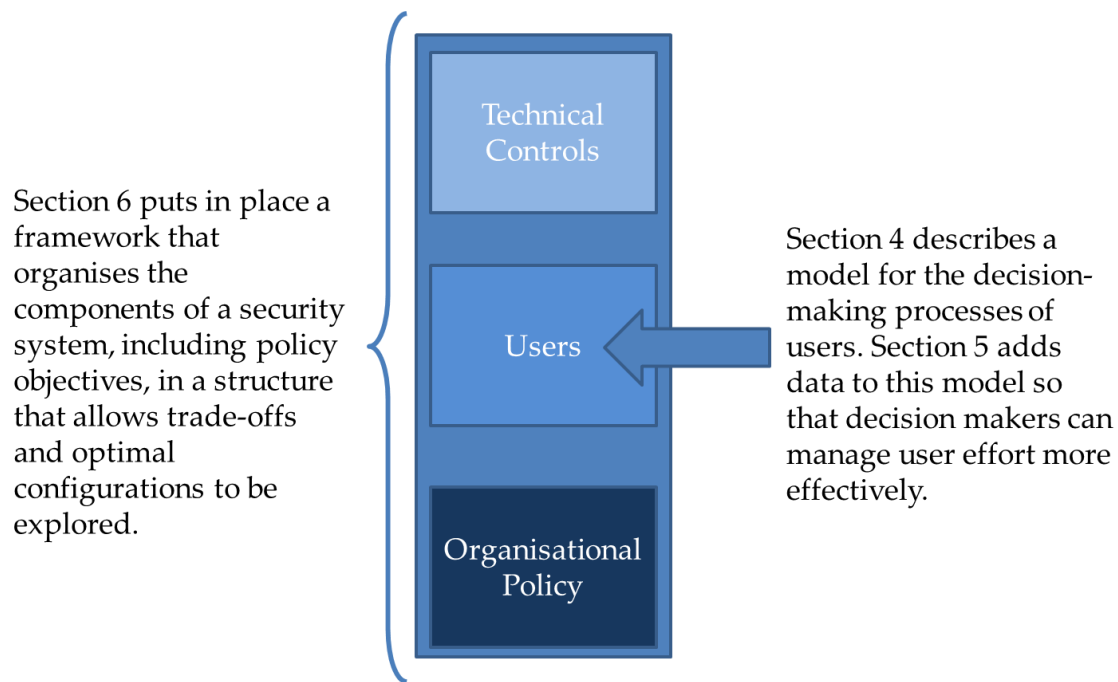 Section 6 puts in place a
framework that
organises the
components of a security
system, including policy
objectives, in a structure
that allows trade-offs
and optimal
configurations to be
explored.
Technical
Controls
Users
Organisational
Policy
Section 4 describes a
model for the decision-
making processes of
users. Section 5 adds
data to this model so
that decision makers can
manage user effort more
effectively.